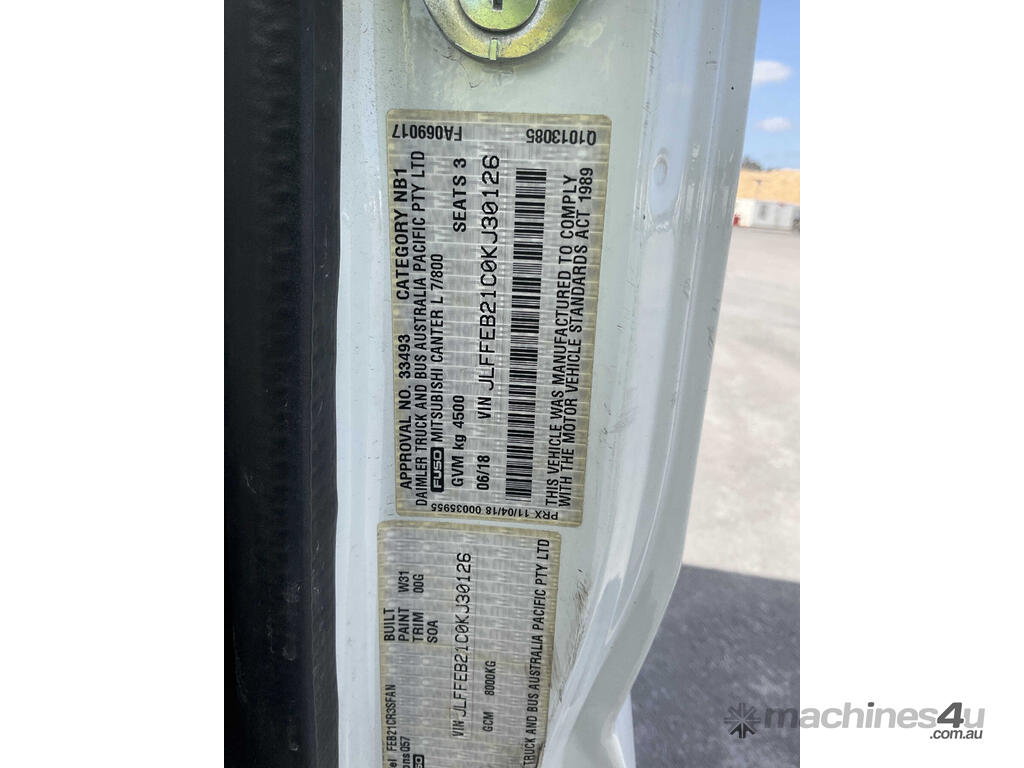 FA069017 Q1013085
APPROVAL NO. 33493 CATEGORY NB1
DAIMLER TRUCK AND BUS AUSTRALIA PACIFIC PTY LTD
FUSO MITSUBISHI CANTER L 7/800
GVM kg 4500 SEATS 3
06/18 VIN JLFFEB21C0KJ30126
THIS VEHICLE WAS MANUFACTURED TO COMPLY
WITH THE MOTOR VEHICLE STANDARDS ACT 1989
PRX 11/04/18 00035955
FEB21CR3SFAN BUILT
057 PAINT W31
TRIM 00G
SOA
VIN JLFFEB21C0KJ30126
GCM 8000KG
TRUCK AND BUS AUSTRALIA PACIFIC PTY LTD
machines4u
.com.au